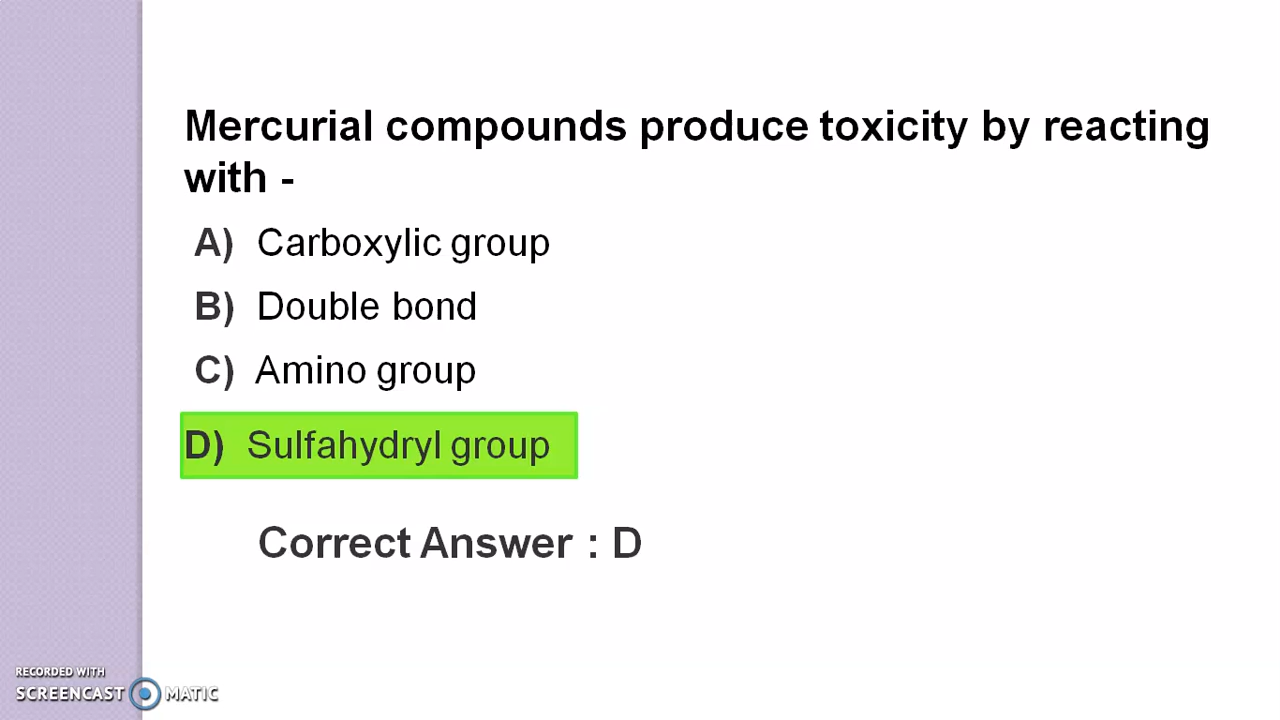 Mercurial compounds produce toxicity by reacting
with -
A) Carboxylic group
B) Double bond
C) Amino group
D) Sulfahydryl group
Correct Answer : D
RECORDED WITH
SCREENCAST MATIC